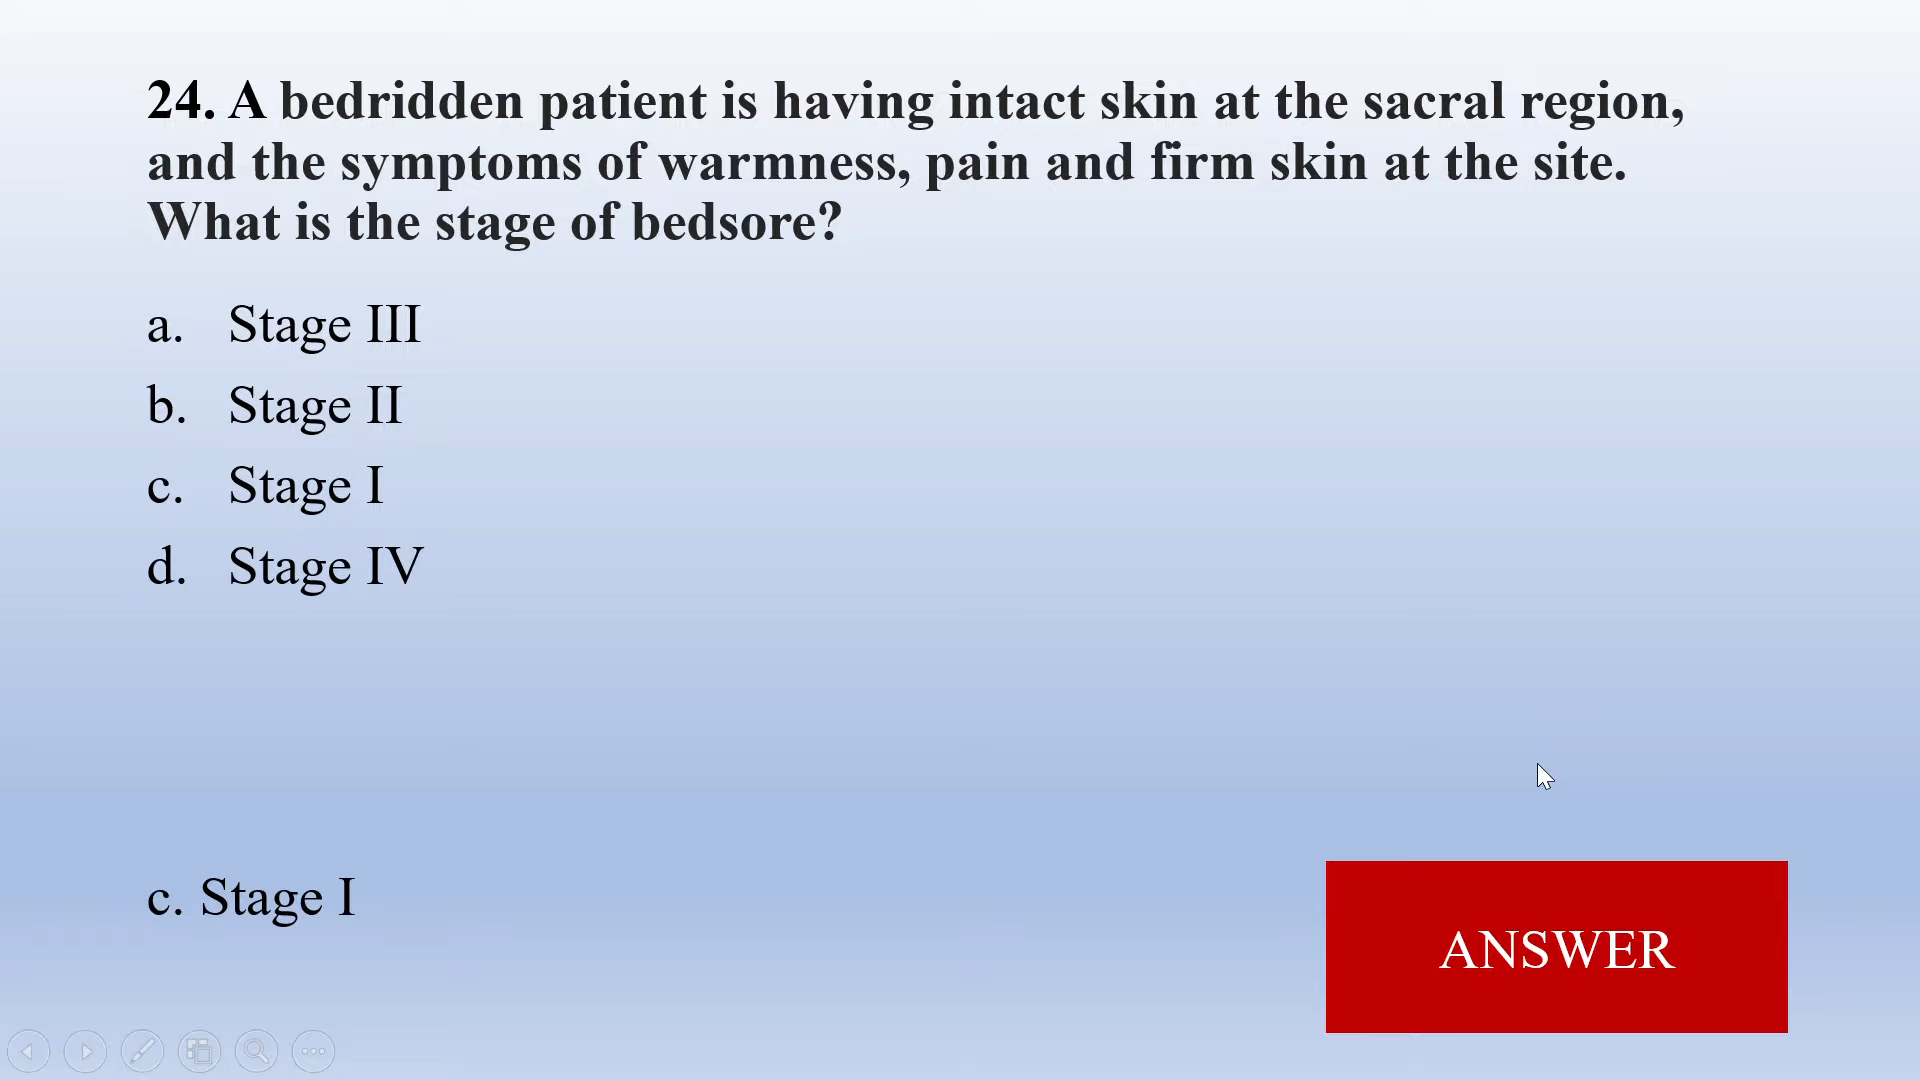 24. A bedridden patient is having intact skin at the sacral region,
and the symptoms of warmness, pain and firm skin at the site.
What is the stage of bedsore?
a. Stage III
b. Stage II
c. Stage I
d. Stage IV
c. Stage I
ANSWER